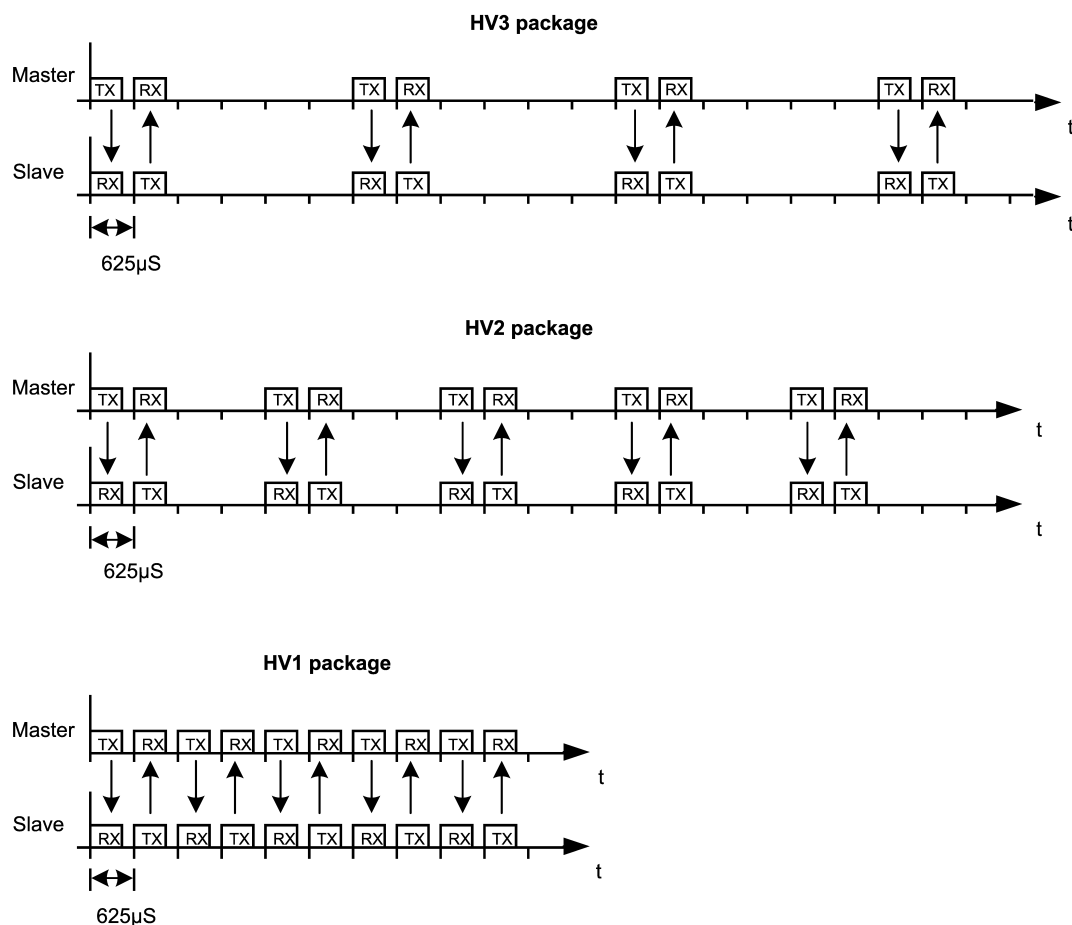 HV3 package
Master TX RX TX RX TX RX TX RX
t
Slave RX TX RX TX RX TX RX TX
t
625µS
HV2 package
Master TX RX TX RX TX RX TX RX TX RX
t
Slave RX TX RX TX RX TX RX TX RX TX
t
625µS
HV1 package
Master TX RX TX RX TX RX TX RX TX RX
t
Slave RX TX RX TX RX TX RX TX RX TX
t
625µS